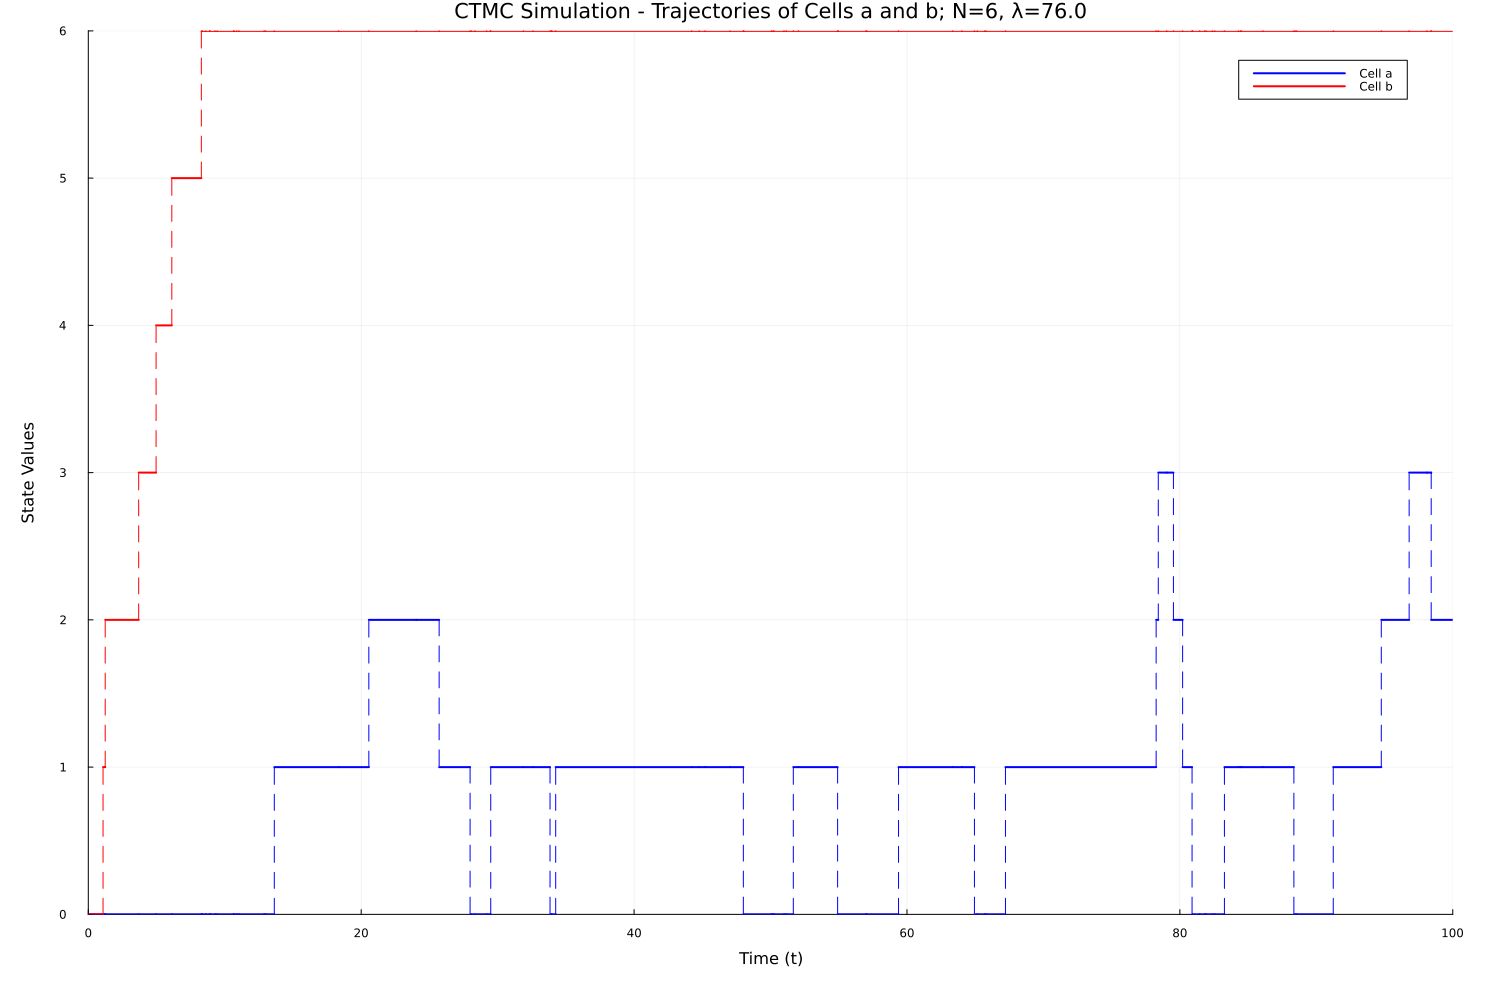 CTMC Simulation - Trajectories of Cells a and b; N=6, λ=76.0
Cell a
Cell b
State Values
6
5
4
3
2
1
0
0 20 40 60 80 100
Time (t)